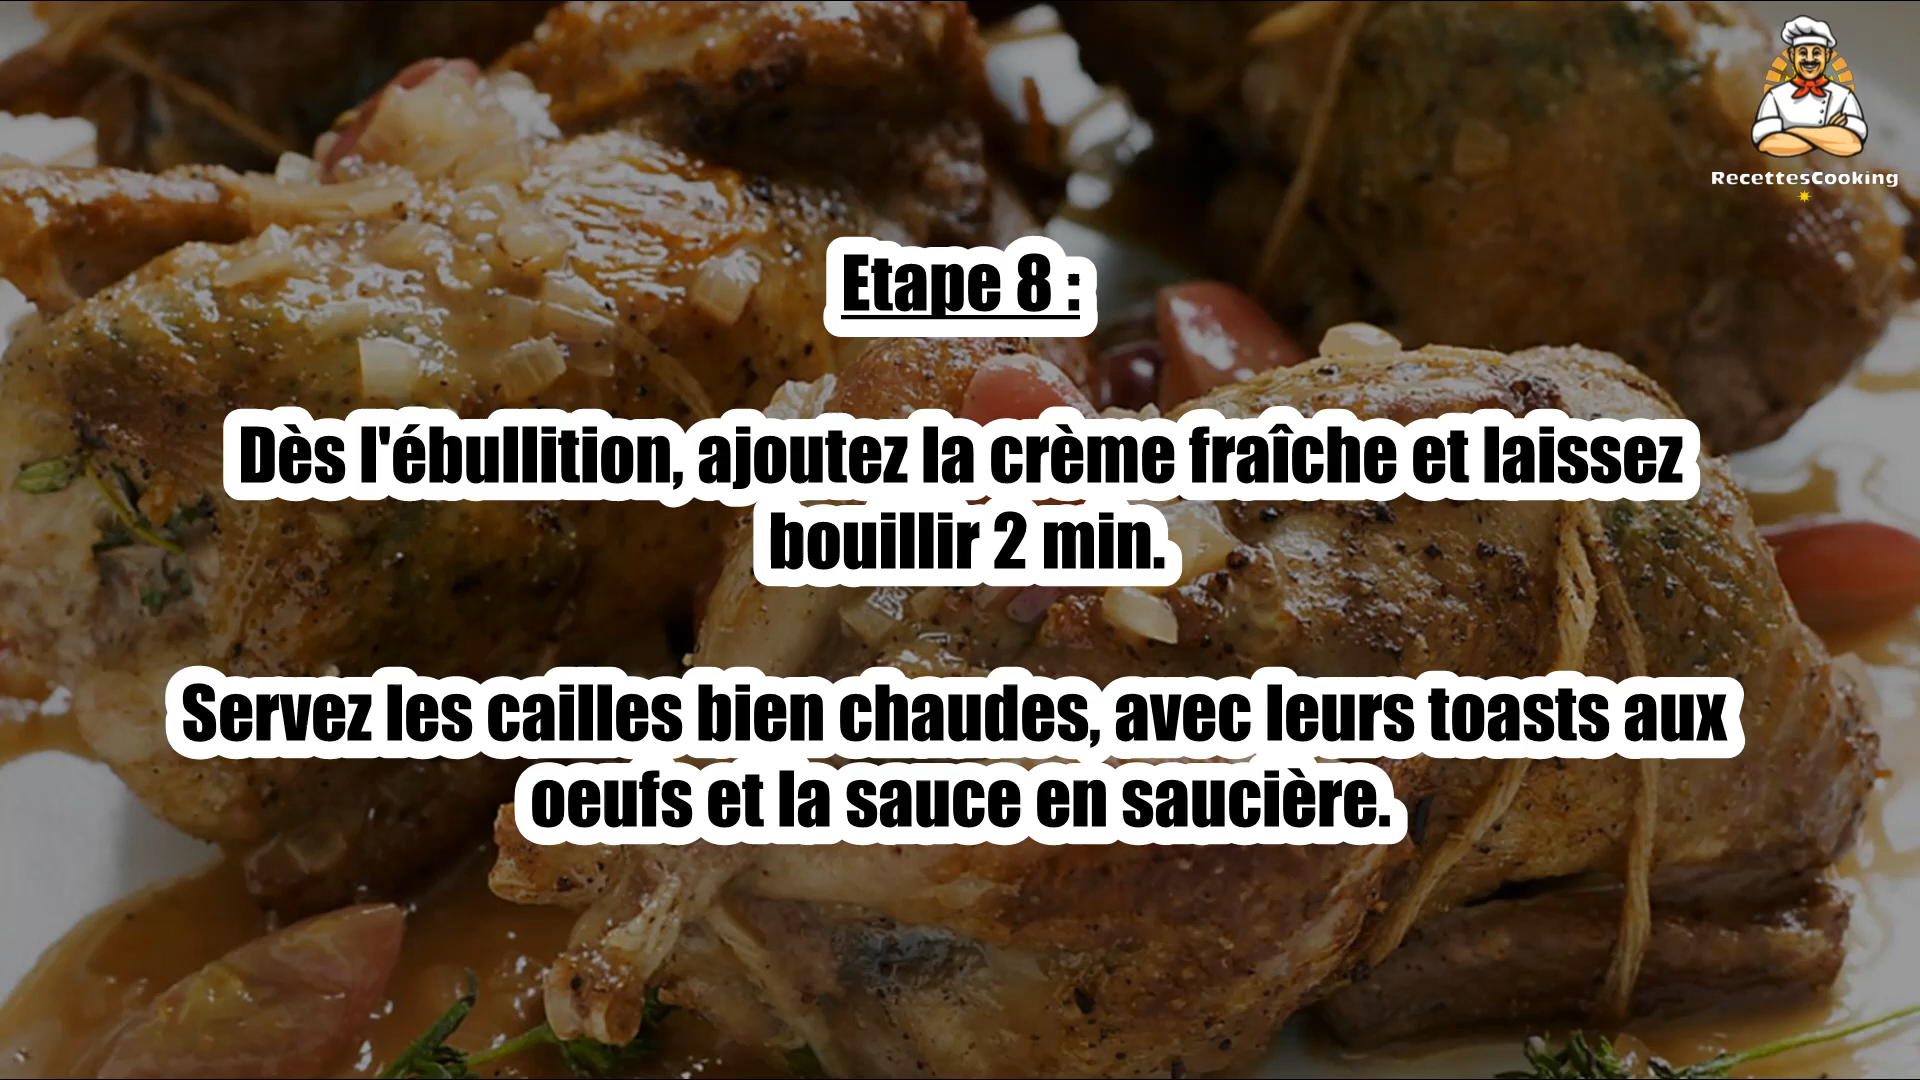 RecettesCooking
Etape 8 :
Dès l'ébullition, ajoutez la crème fraîche et laissez
bouillir 2 min.
Servez les cailles bien chaudes, avec leurs toasts aux
oeufs et la sauce en saucière.